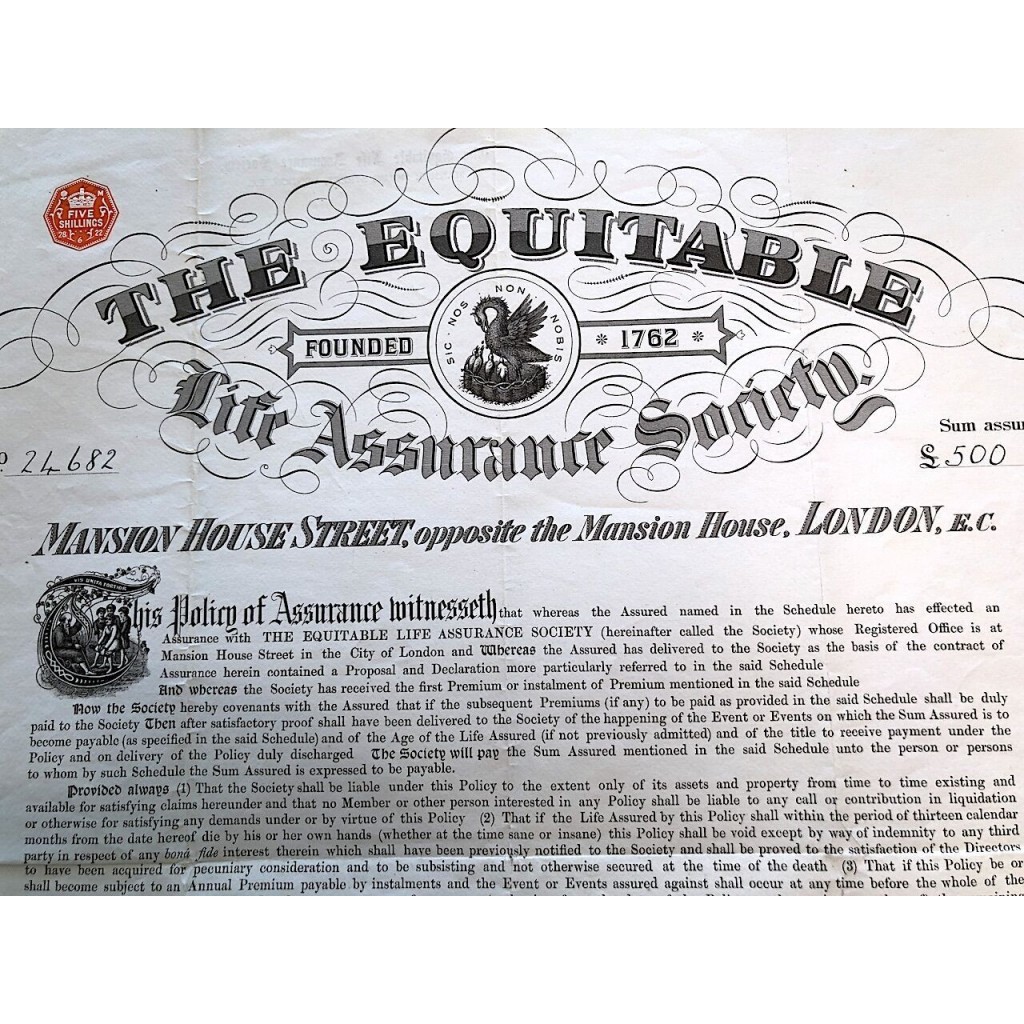 FIVE
SHILLINGS
28 22
6
THE EQUITABLE
SIC · NOS NON NOBIS
FOUNDED 1762
Life Assurance Society.
Sum assu
24682
£500
MANSION HOUSE STREET, opposite the Mansion House, LONDON, E.C.
VIS UNITA FORTIOR
This Policy of Assurance witnesseth that whereas the Assured named in the Schedule hereto has effected an
Assurance with THE EQUITABLE LIFE ASSURANCE SOCIETY (hereinafter called the Society) whose Registered Office is at
Mansion House Street in the City of London and Whereas the Assured has delivered to the Society as the basis of the contract of
Assurance herein contained a Proposal and Declaration more particularly referred to in the said Schedule
And whereas the Society has received the first Premium or instalment of Premium mentioned in the said Schedule
Now the Society hereby covenants with the Assured that if the subsequent Premiums (if any) to be paid as provided in the said Schedule shall be duly
paid to the Society Then after satisfactory proof shall have been delivered to the Society of the happening of the Event or Events on which the Sum Assured is to
become payable (as specified in the said Schedule) and of the Age of the Life Assured (if not previously admitted) and of the title to receive payment under the
Policy and on delivery of the Policy duly discharged The Society will pay the Sum Assured mentioned in the said Schedule unto the person or persons
to whom by such Schedule the Sum Assured is expressed to be payable.
Provided always (1) That the Society shall be liable under this Policy to the extent only of its assets and property from time to time existing and
available for satisfying claims hereunder and that no Member or other person interested in any Policy shall be liable to any call or contribution in liquidation
or otherwise for satisfying any demands under or by virtue of this Policy (2) That if the Life Assured by this Policy shall within the period of thirteen calendar
months from the date hereof die by his or her own hands (whether at the time sane or insane) this Policy shall be void except by way of indemnity to any third
party in respect of any bonâ fide interest therein which shall have been previously notified to the Society and shall be proved to the satisfaction of the Directors
to have been acquired for pecuniary consideration and to be subsisting and not otherwise secured at the time of the death (3) That if this Policy be or
shall become subject to an Annual Premium payable by instalments and the Event or Events assured against shall occur at any time before the whole of the